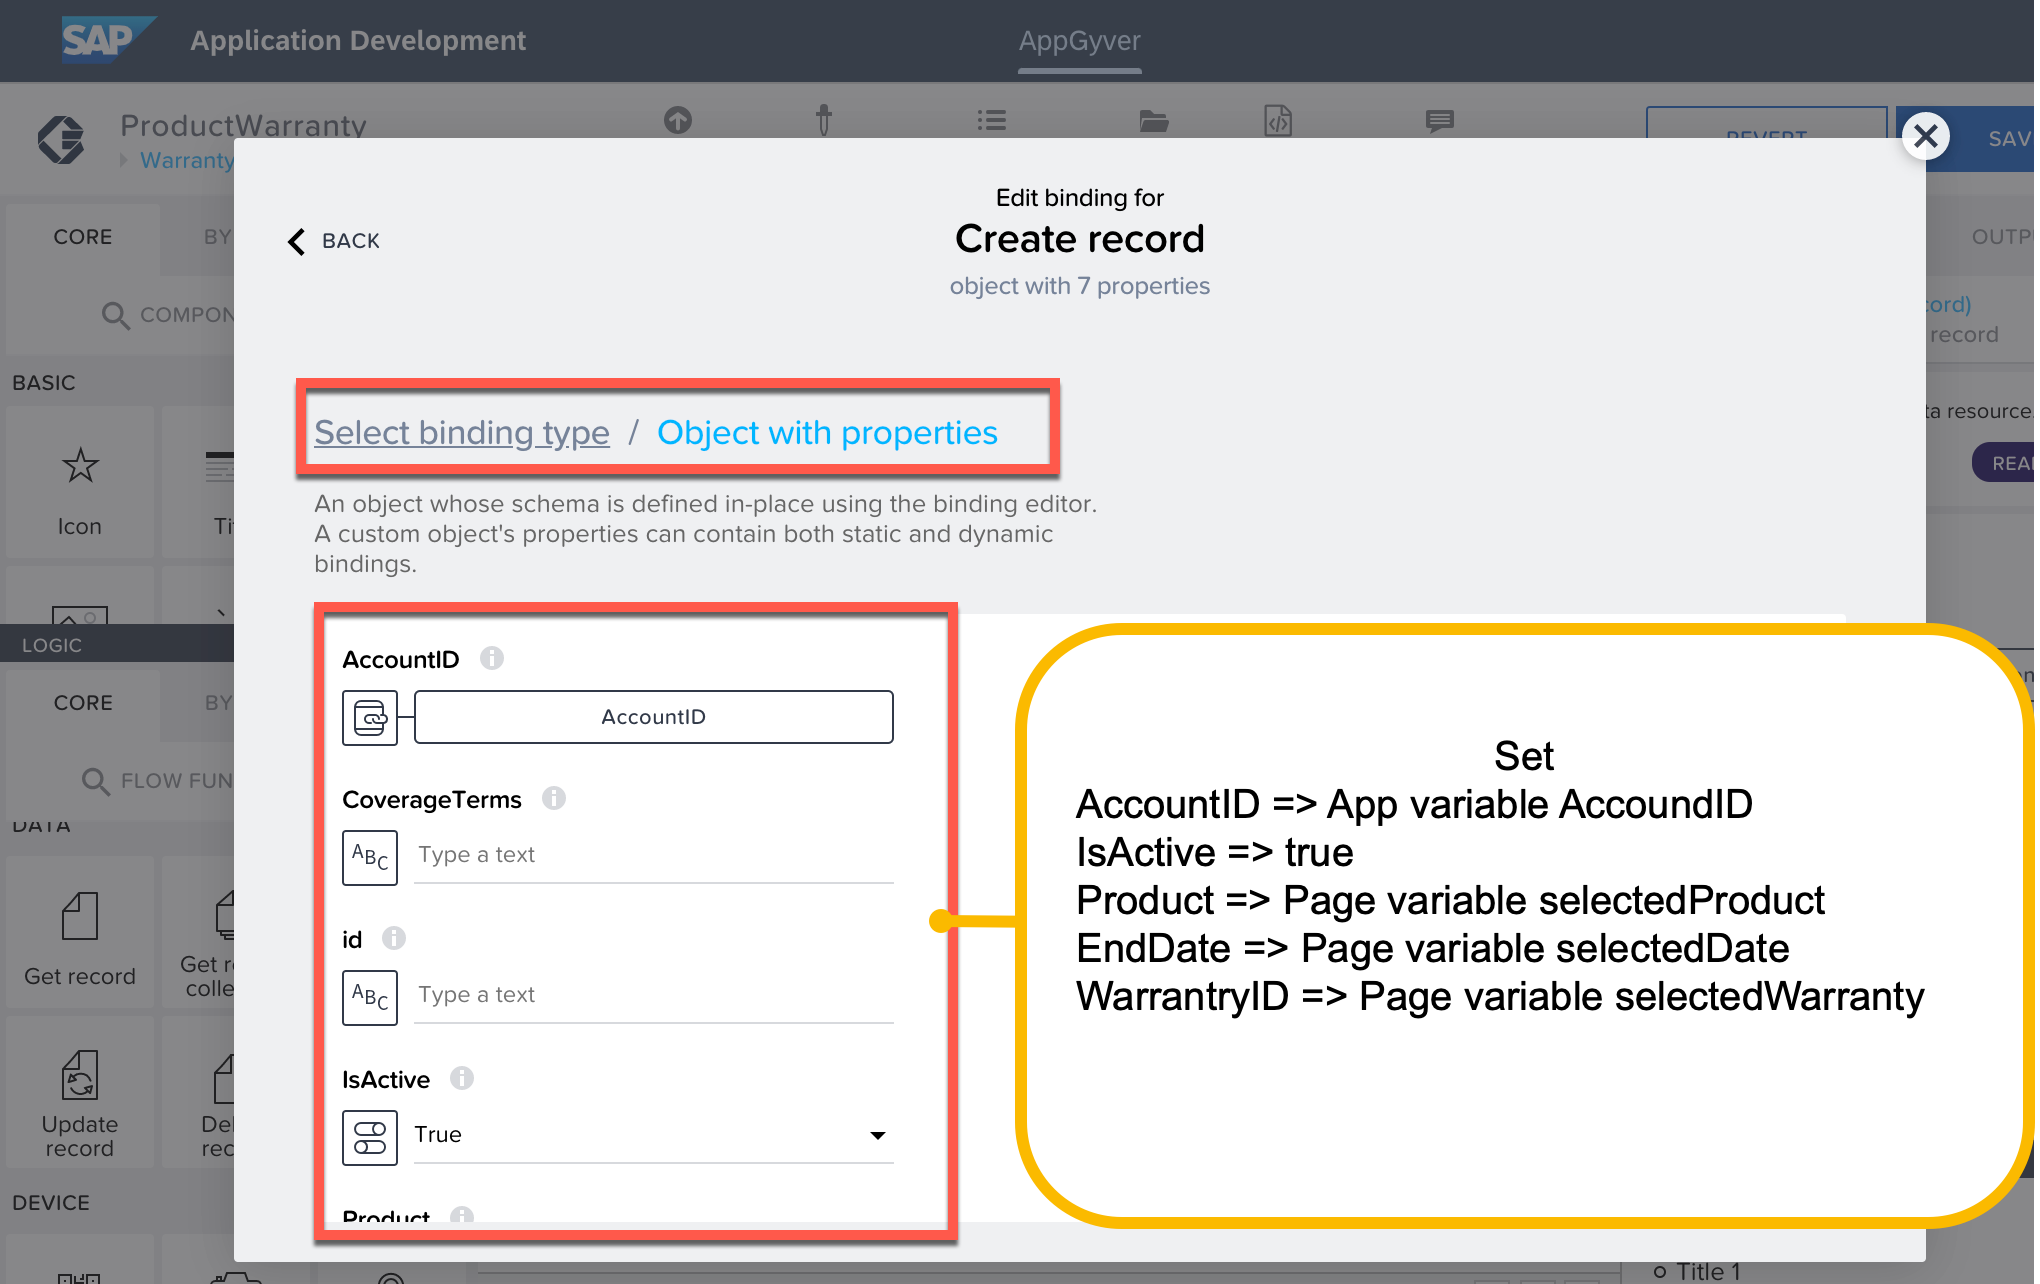 SAP
Application Development
AppGyver
ProductWarranty
Warranty
REVERT
SAV
CORE
BY
OUTP
COMPON
BASIC
Icon
Ti
LOGIC
CORE
BY
FLOW FUN
DATA
Get record
Get r
colle
Update
record
Del
rec
DEVICE
Edit binding for
Create record
object with 7 properties
BACK
Select binding type / Object with properties
An object whose schema is defined in-place using the binding editor.
A custom object's properties can contain both static and dynamic
bindings.
AccountID
AccountID
CoverageTerms
ABC
Type a text
id
ABC
Type a text
IsActive
True
Product
Set
AccountID => App variable AccoundID
IsActive => true
Product => Page variable selectedProduct
EndDate => Page variable selectedDate
WarrantryID => Page variable selectedWarranty
cord)
record
ta resource.
REA
Title 1